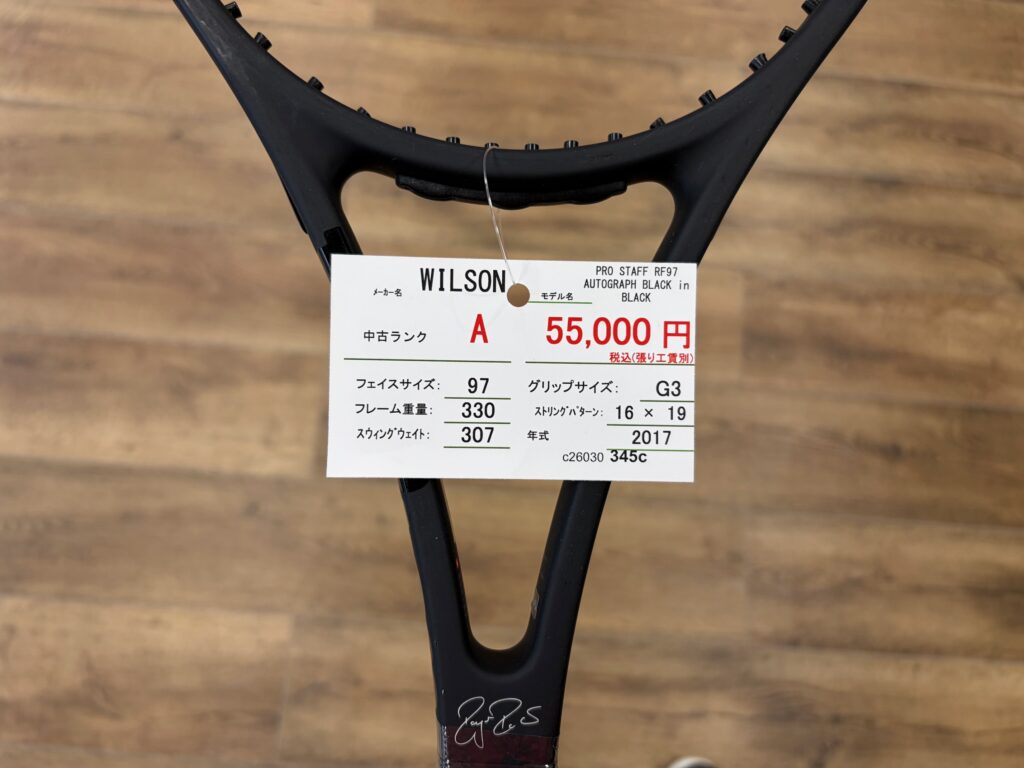 メーカー名 WILSON モデル名 PRO STAFF RF97
AUTOGRAPH BLACK in
BLACK
中古ランク A 55,000 円
税込(張り工賃別)
フェイスサイズ: 97 グリップサイズ: G3
フレーム重量: 330 ストリングパターン: 16 × 19
スウィングウェイト: 307 年式 2017
c26030 345c